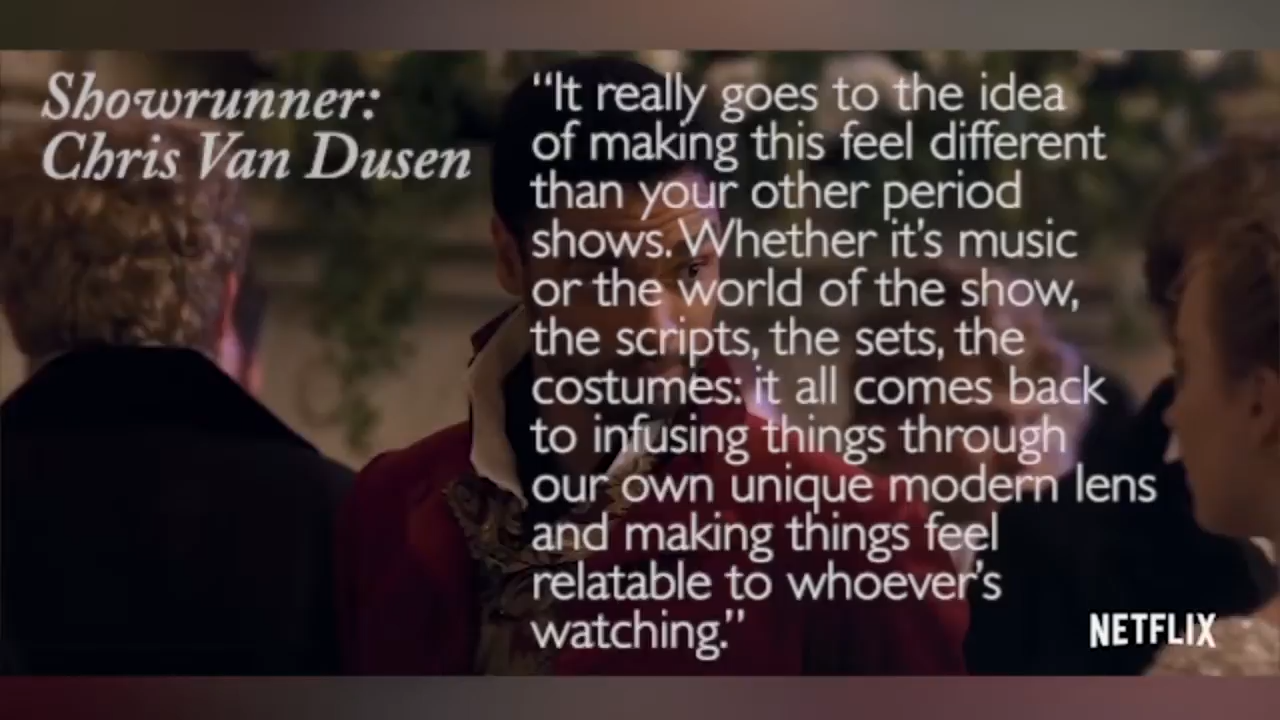 Showrunner:
Chris Van Dusen
“It really goes to the idea
of making this feel different
than your other period
shows. Whether it’s music
or the world of the show,
the scripts, the sets, the
costumes: it all comes back
to infusing things through
our own unique modern lens
and making things feel
relatable to whoever’s
watching.”
NETFLIX